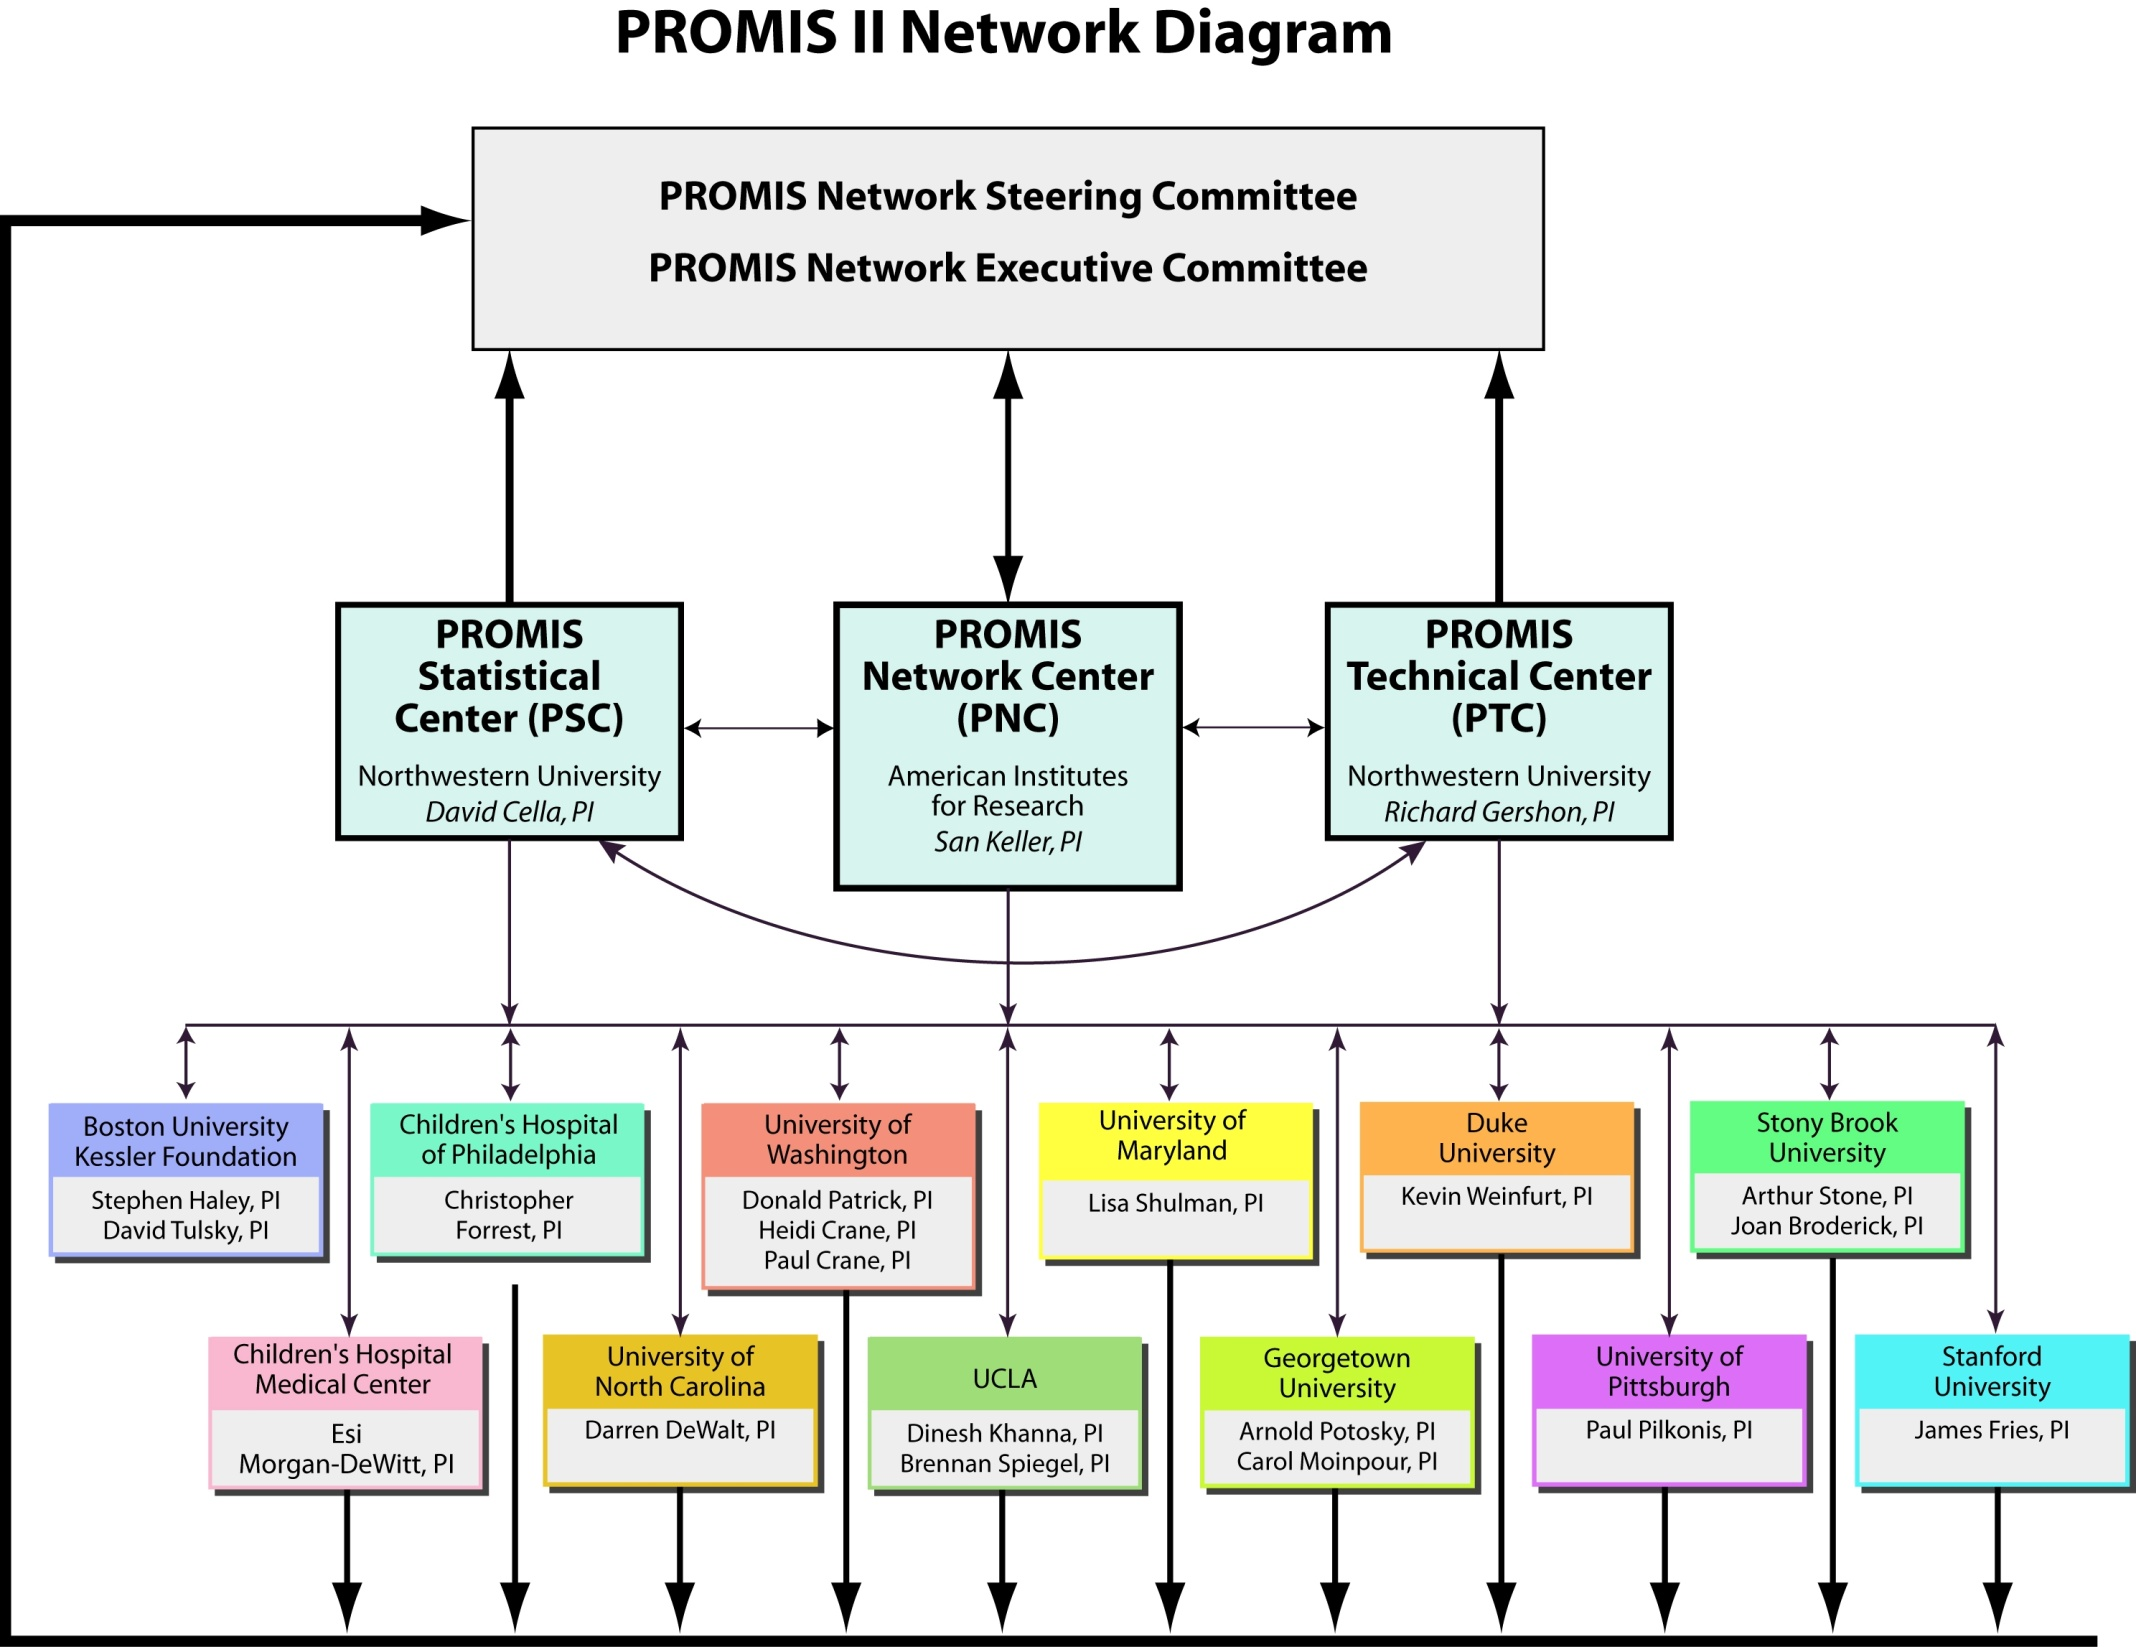 PROMIS II Network Diagram
PROMIS Network Steering Committee
PROMIS Network Executive Committee
PROMIS
Statistical
Center (PSC)
Northwestern University
David Cella, PI
PROMIS
Network Center
(PNC)
American Institutes
for Research
San Keller, PI
PROMIS
Technical Center
(PTC)
Northwestern University
Richard Gershon, PI
Boston University
Kessler Foundation
Stephen Haley, PI
David Tulsky, PI
Children's Hospital
of Philadelphia
Christopher
Forrest, PI
University of
Washington
Donald Patrick, PI
Heidi Crane, PI
Paul Crane, PI
University of
Maryland
Lisa Shulman, PI
Duke
University
Kevin Weinfurt, PI
Stony Brook
University
Arthur Stone, PI
Joan Broderick, PI
Children's Hospital
Medical Center
Esi
Morgan-DeWitt, PI
University of
North Carolina
Darren DeWalt, PI
UCLA
Dinesh Khanna, PI
Brennan Spiegel, PI
Georgetown
University
Arnold Potosky, PI
Carol Moinpour, PI
University of
Pittsburgh
Paul Pilkonis, PI
Stanford
University
James Fries, PI